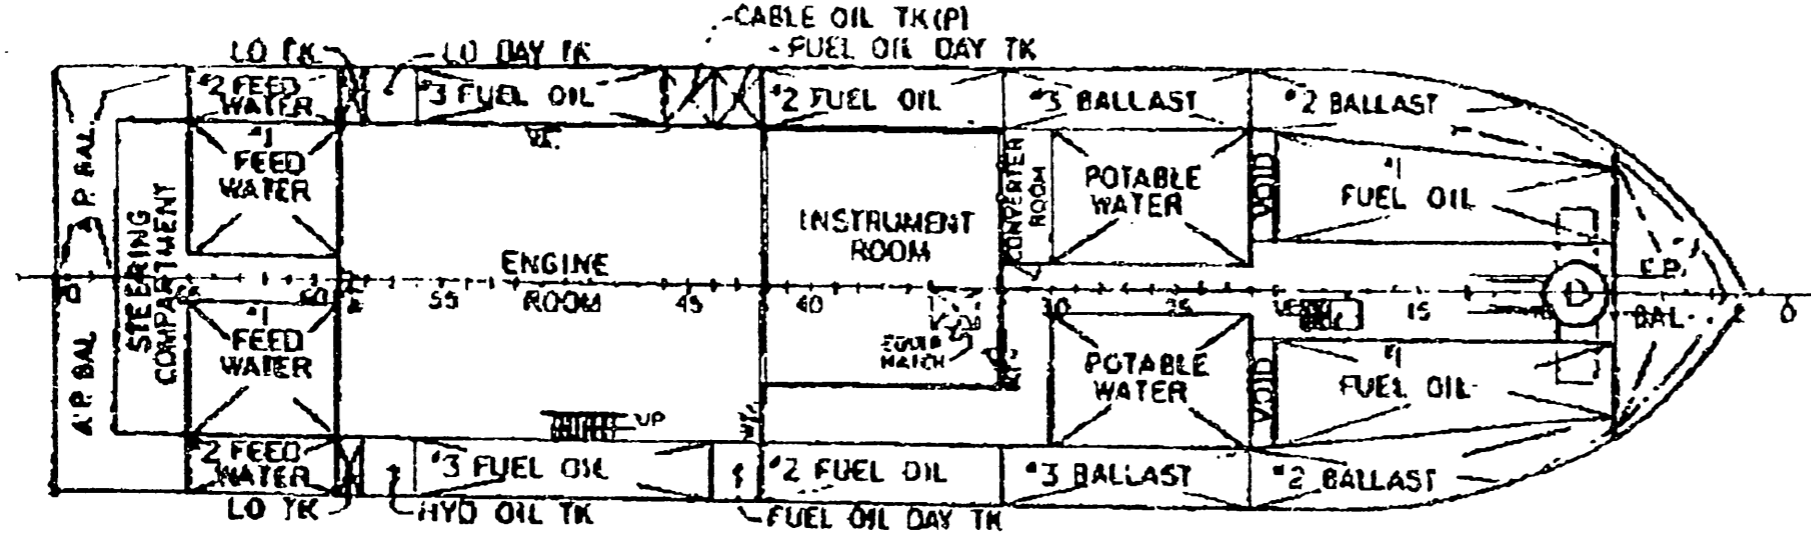 CABLE OIL TK (P)
FUEL OIL DAY TK
LO TK
LO DAY TK
#2 FEED
WATER
#3 FUEL OIL
#2 FUEL OIL
#3 BALLAST
#2 BALLAST
A.P. BAL
STEERING
COMPARTMENT
#1
FEED
WATER
ENGINE
ROOM
INSTRUMENT
ROOM
CONVERTER
ROOM
POTABLE
WATER
VOID
#1
FUEL OIL
F.P.
BAL
60
55
45
40
30
15
0
A.P. BAL
#1
FEED
WATER
UP
HATCH
POTABLE
WATER
VOID
#1
FUEL OIL
#2 FEED
WATER
#3 FUEL OIL
#2 FUEL OIL
#3 BALLAST
#2 BALLAST
LO TK
HYD OIL TK
FUEL OIL DAY TK